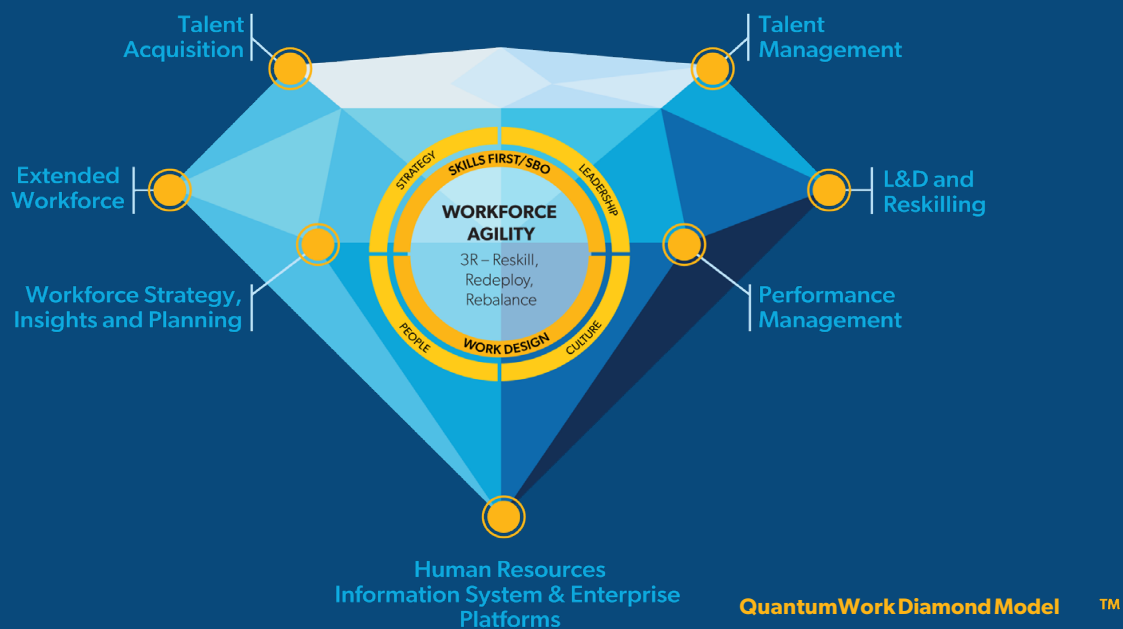 Talent
Acquisition
Talent
Management
Extended
Workforce
L&D and
Reskilling
STRATEGY
SKILLS FIRST/SBO
LEADERSHIP
WORKFORCE
AGILITY
3R – Reskill,
Redeploy,
Rebalance
PEOPLE
WORK DESIGN
CULTURE
Workforce Strategy,
Insights and Planning
Performance
Management
Human Resources
Information System & Enterprise
Platforms
QuantumWork Diamond Model TM